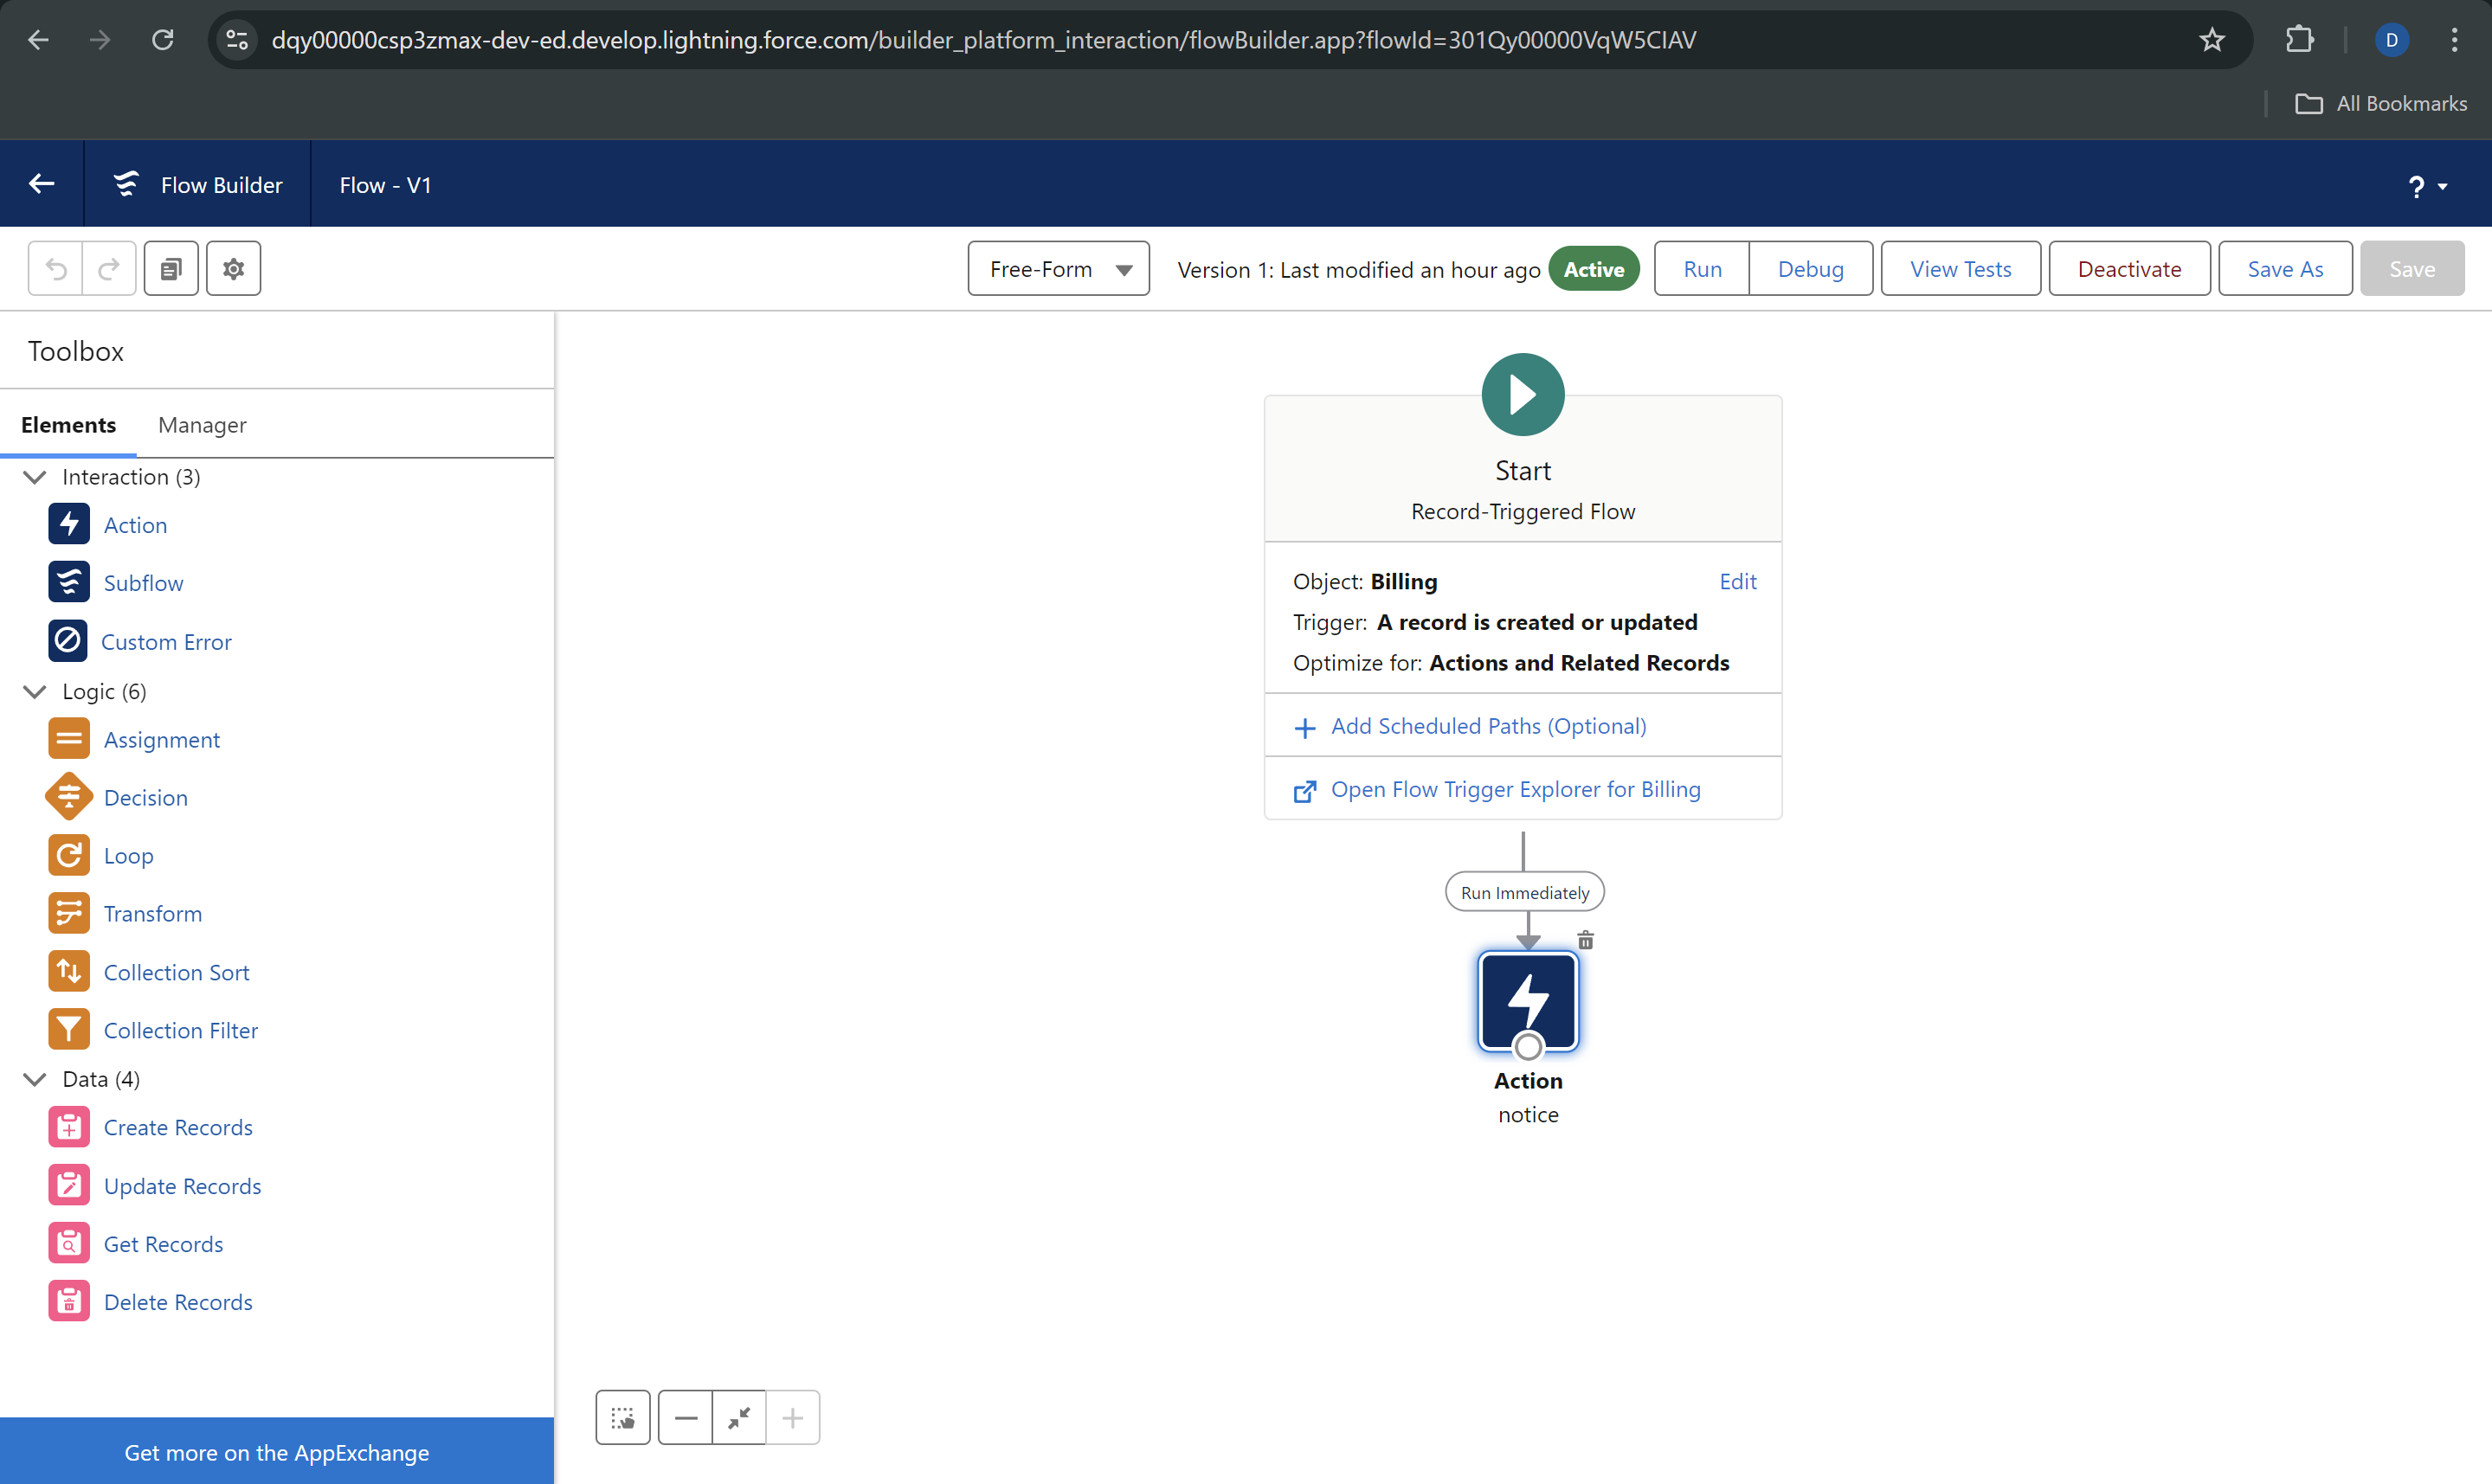 dqy00000csp3zmax-dev-ed.develop.lightning.force.com/builder_platform_interaction/flowBuilder.app?flowId=301Qy00000VqW5CIAV
D
All Bookmarks
Flow Builder
Flow - V1
?
Free-Form
Version 1: Last modified an hour ago
Active
Run
Debug
View Tests
Deactivate
Save As
Save
Toolbox
Elements
Manager
Interaction (3)
Action
Subflow
Custom Error
Logic (6)
Assignment
Decision
Loop
Transform
Collection Sort
Collection Filter
Data (4)
Create Records
Update Records
Get Records
Delete Records
Get more on the AppExchange
Start
Record-Triggered Flow
Object: Billing
Edit
Trigger: A record is created or updated
Optimize for: Actions and Related Records
Add Scheduled Paths (Optional)
Open Flow Trigger Explorer for Billing
Run Immediately
Action
notice